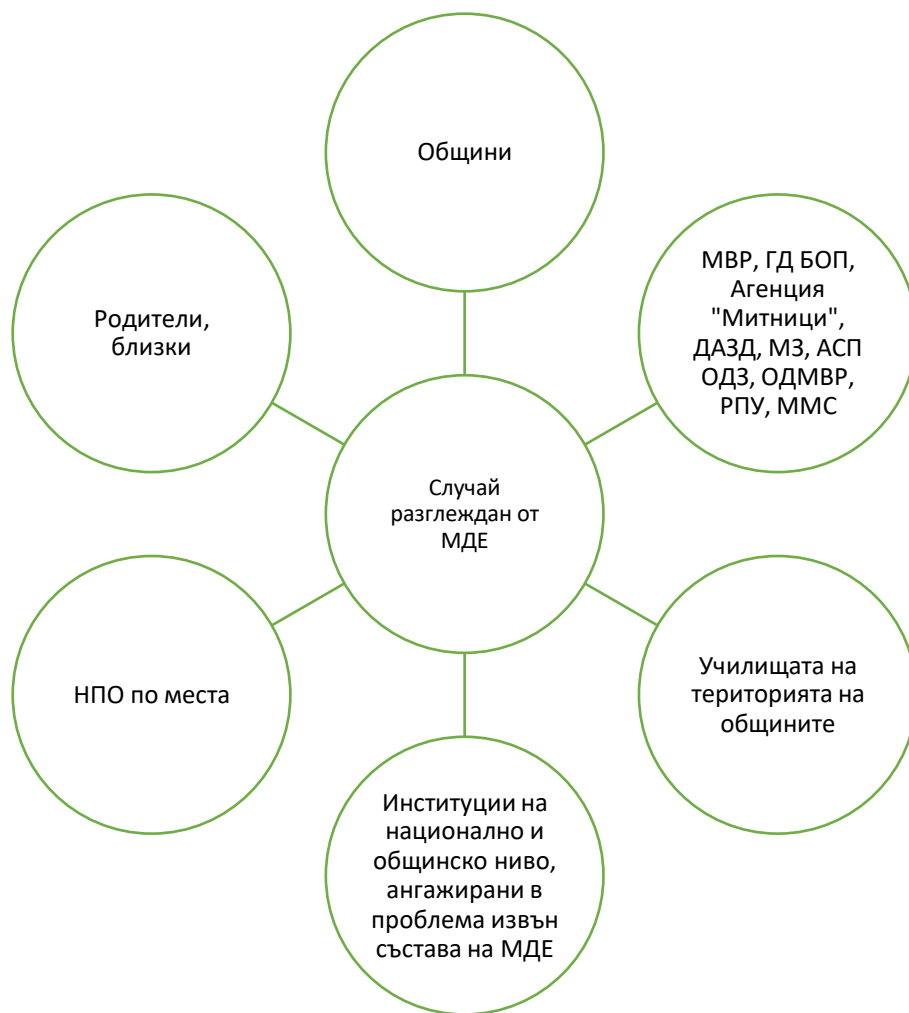 Общини
МВР, ГД БОП,
Агенция
"Митници",
ДАЗД, МЗ, АСП
ОДЗ, ОДМВР,
РПУ, ММС
Родители,
близки
Случай
разглеждан от
МДЕ
НПО по места
Училищата на
територията на
общините
Институции на
национално и
общинско ниво,
ангажирани в
проблема извън
състава на МДЕ